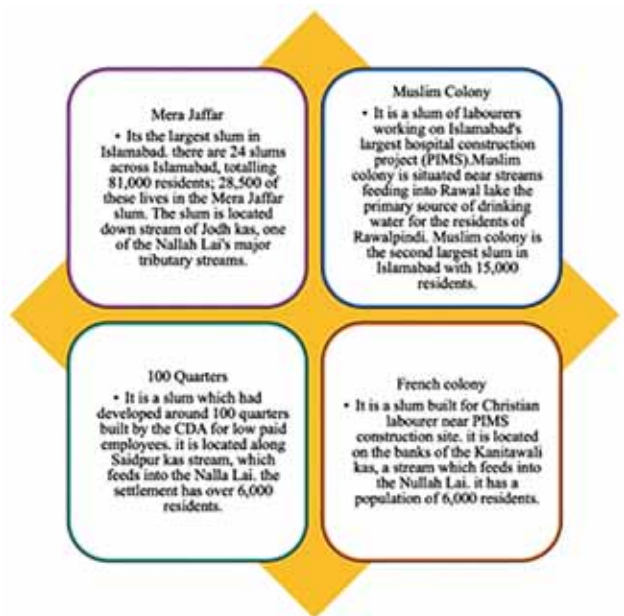 Mera Jaffar
• Its the largest slum in
Islamabad. there are 24 slums
across Islamabad, totalling
81,000 residents; 28,500 of
these lives in the Mera Jaffar
slum. The slum is located
down stream of Jodh kas, one
of the Nallah Lai's major
tributary streams.
Muslim Colony
• It is a slum of labourers
working on Islamabad's
largest hospital construction
project (PIMS).Muslim
colony is situated near streams
feeding into Rawal lake the
primary source of drinking
water for the residents of
Rawalpindi. Muslim colony is
the second largest slum in
Islamabad with 15,000
residents.
100 Quarters
• It is a slum which had
developed around 100 quarters
built by the CDA for low paid
employees. it is located along
Saidpur kas stream, which
feeds into the Nalla Lai. the
settlement has over 6,000
residents.
French colony
• It is a slum built for Christian
labourer near PIMS
construction site. it is located
on the banks of the Kanitawali
kas, a stream which feeds into
the Nullah Lai. it has a
population of 6,000 residents.